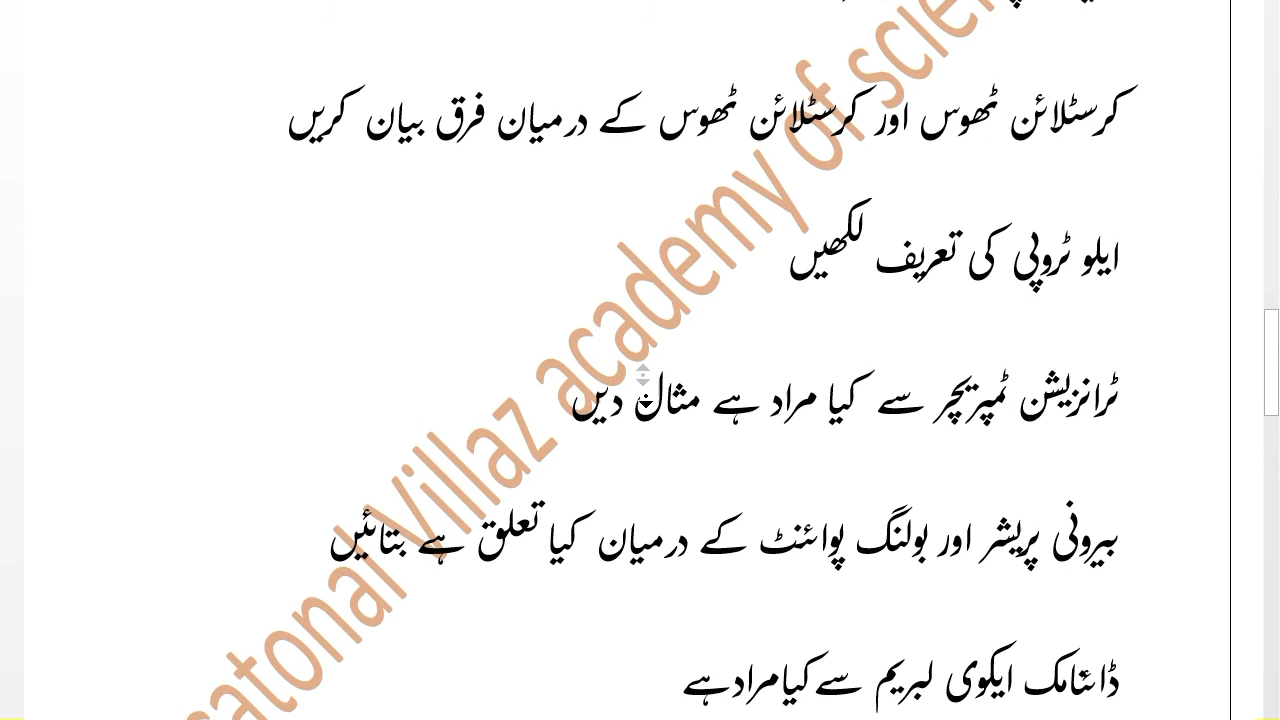 کرسٹلائن ٹھوس اور کرسٹلائن ٹھوس کے درمیان فرق بیان کریں
ایلو ٹروپی کی تعریف لکھیں
ٹرانزیشن ٹمپریچر سے کیا مراد ہے مثال دیں
بیرونی پریشر اور بولنگ پوائنٹ کے درمیان کیا تعلق ہے بتائیں
ڈائنامک ایکوی لبریم سے کیا مراد ہے
Villaz academy of